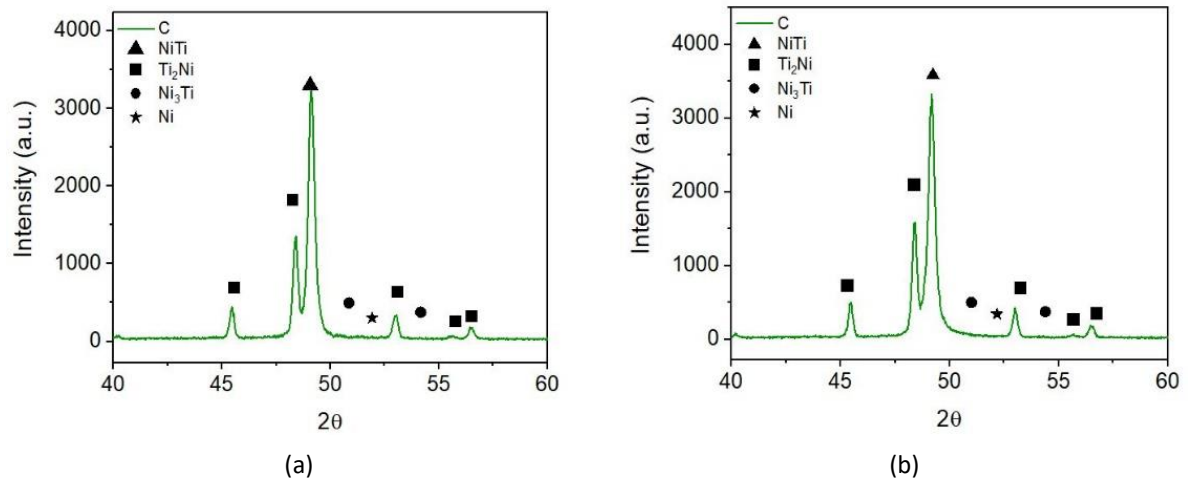 C
NiTi
Ti₂Ni
Ni₃Ti
Ni
4000
3000
2000
1000
0
Intensity (a.u.)
40 45 50 55 60
2θ
(a)
C
NiTi
Ti₂Ni
Ni₃Ti
Ni
4000
3000
2000
1000
0
Intensity (a.u.)
40 45 50 55 60
2θ
(b)